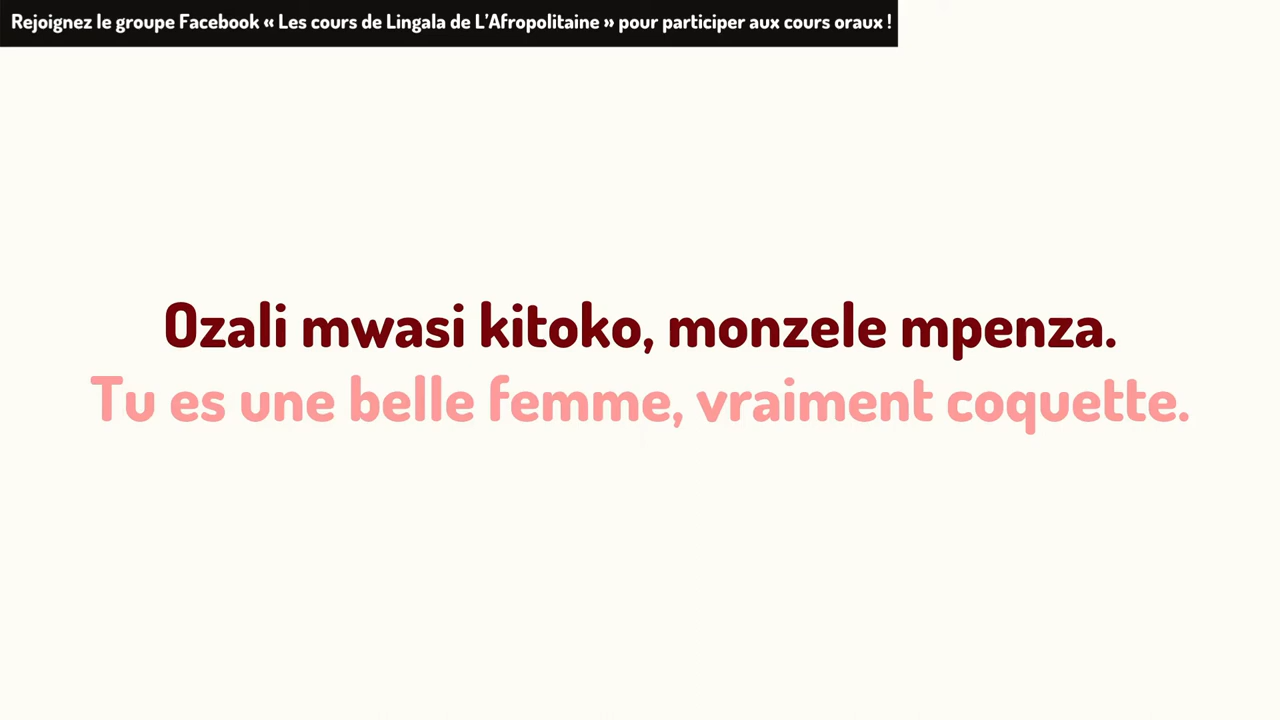 Rejoignez le groupe Facebook « Les cours de Lingala de L’Afropolitaine » pour participer aux cours oraux !
Ozali mwasi kitoko, monzele mpenza.
Tu es une belle femme, vraiment coquette.